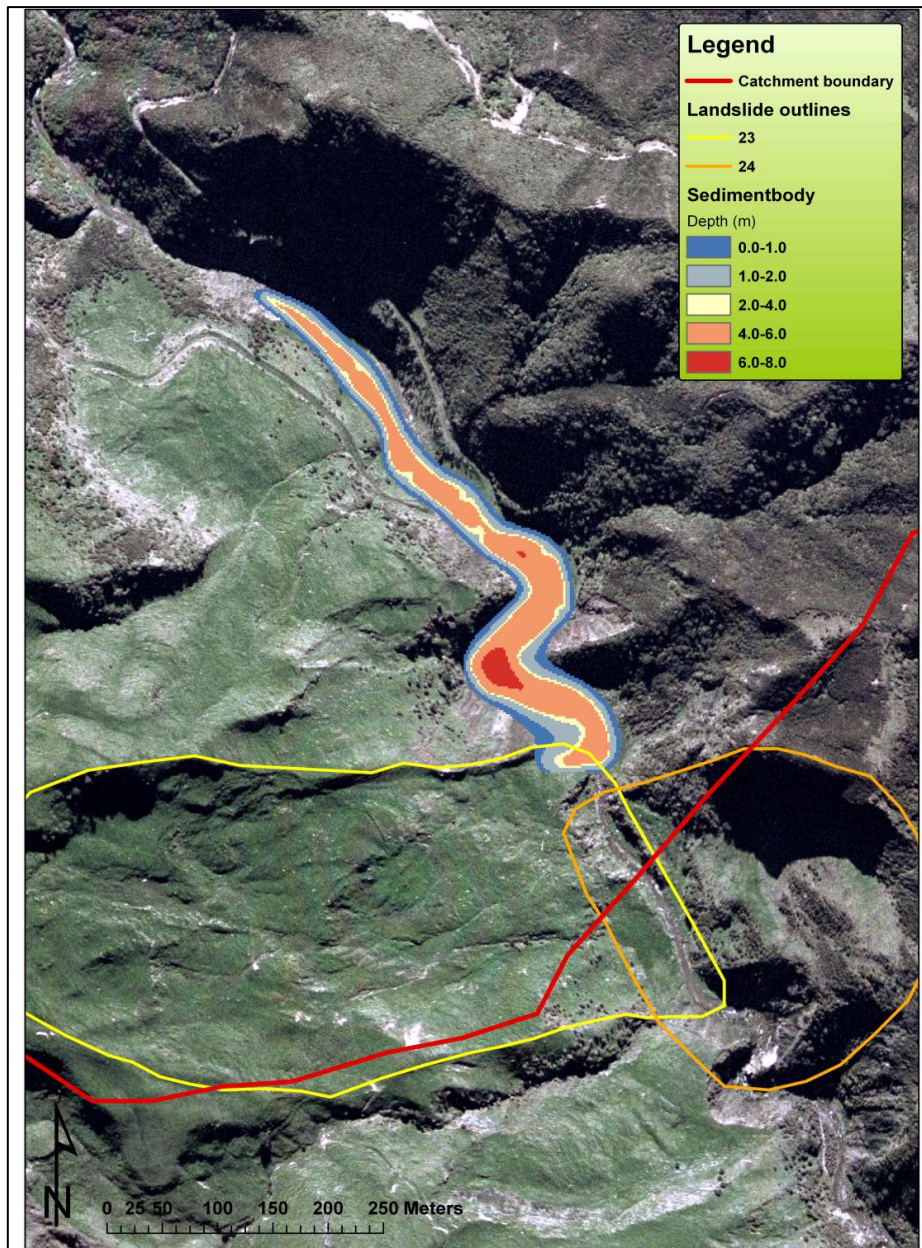 Legend
Catchment boundary
Landslide outlines
23
24
Sedimentbody
Depth (m)
0.0-1.0
1.0-2.0
2.0-4.0
4.0-6.0
6.0-8.0
N
0 25 50 100 150 200 250 Meters